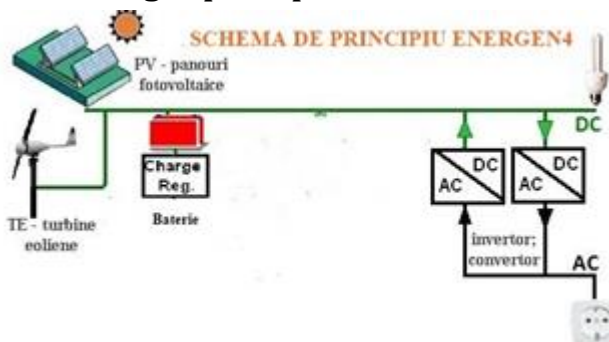 SCHEMA DE PRINCIPIU ENERGEN4
PV - panouri
fotovoltaice
DC
Charge
Reg.
Baterie
TE - turbine
eoliene
DC
AC
DC
AC
invertor;
convertor
AC